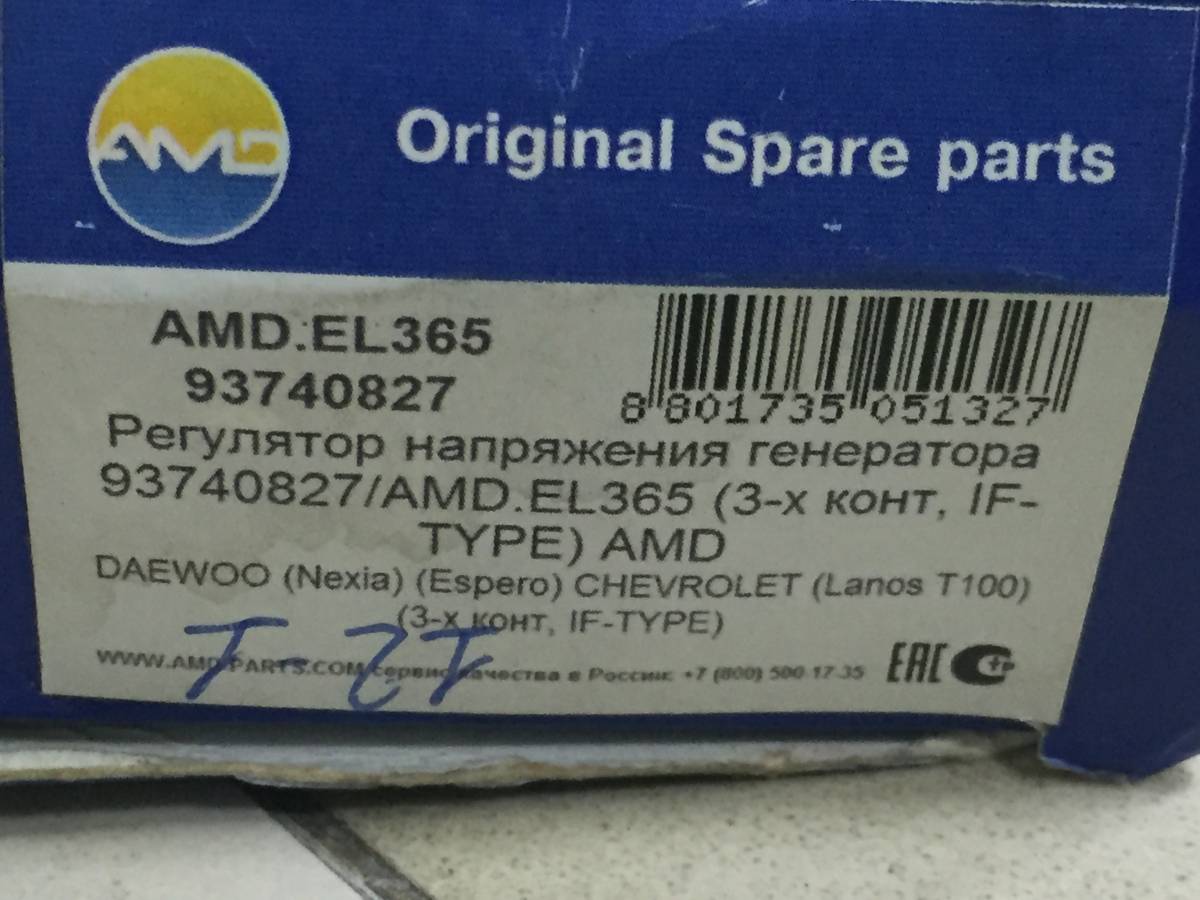 AMD
Original Spare parts
AMD.EL365
93740827
8 801735 051327
Регулятор напряжения генератора
93740827/AMD.EL365 (3-х конт, IF-
TYPE) AMD
DAEWOO (Nexia) (Espero) CHEVROLET (Lanos T100)
(3-х конт, IF-TYPE)
WWW.AMD-PARTS.COM сервис качества в России: +7 (800) 500 17-35
EAC